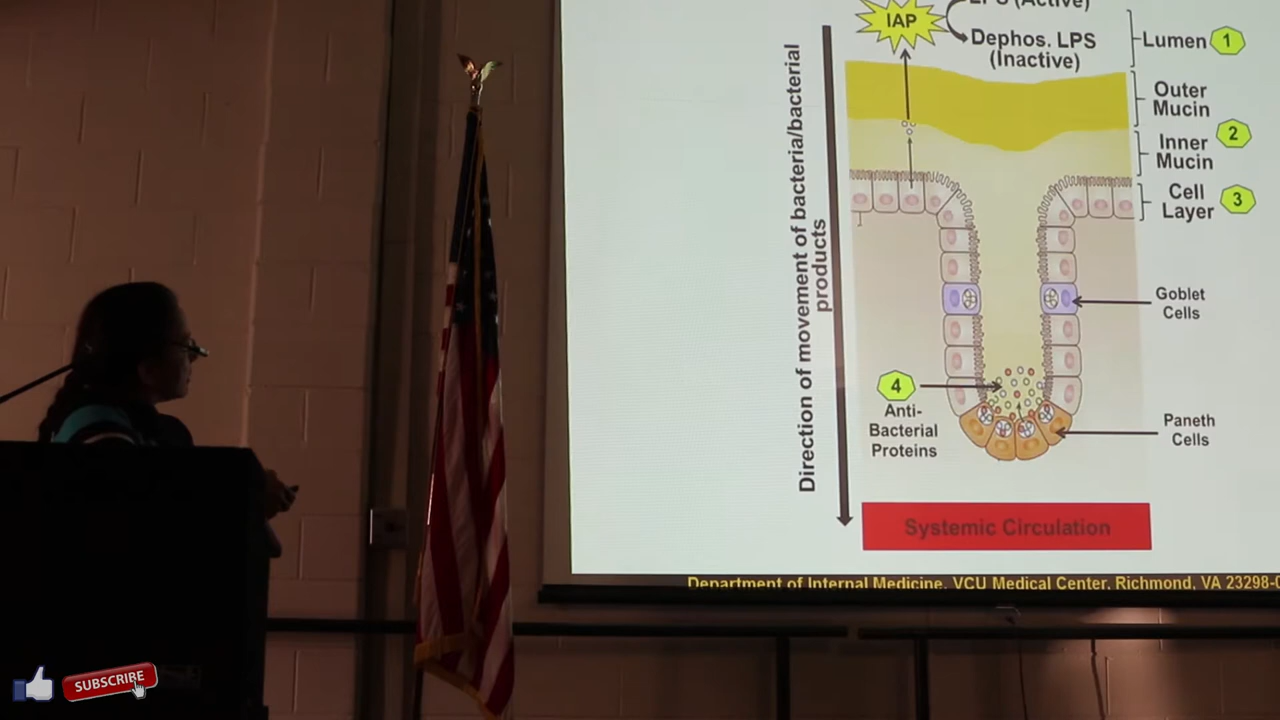 LPS (Active)
IAP
Dephos. LPS
(Inactive)
Lumen 1
Outer
Mucin
2
Inner
Mucin
Cell
Layer
3
Direction of movement of bacteria/bacterial
products
Goblet
Cells
4
Anti-
Bacterial
Proteins
Paneth
Cells
Systemic Circulation
Department of Internal Medicine, VCU Medical Center, Richmond, VA 23298-0
SUBSCRIBE